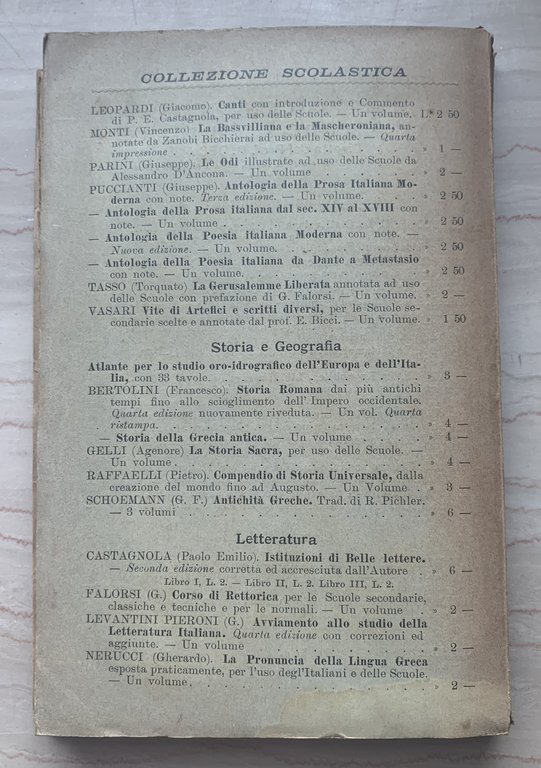 COLLEZIONE SCOLASTICA
LEOPARDI (Giacomo). Canti con introduzione e Commento
di P. E. Castagnola, per uso delle Scuole. — Un volume. L. 2 50
MONTI (Vincenzo) La Bassvilliana e la Mascheroniana, an-
notate da Zanobi Bicchierai ad uso delle Scuole. — Quarta
impressione . . . . . . . . . . . . » 1 —
PARINI (Giuseppe). Le Odi illustrate ad uso delle Scuole da
Alessandro D'Ancona. — Un volume . . . . . » 2 —
PUCCIANTI (Giuseppe). Antologia della Prosa Italiana Mo-
derna con note. Terza edizione. — Un volume. . . . » 2 50
— Antologia della Prosa italiana dal sec. XIV al XVIII con
note. — Un volume. . . . . . . . . . » 2 50
— Antologia della Poesia italiana Moderna con note. —
Nuova edizione. — Un volume. . . . . . . » 2 50
— Antologia della Poesia italiana da Dante a Metastasio
con note. — Un volume. . . . . . . . . » 2 50
TASSO (Torquato) La Gerusalemme Liberata annotata ad uso
delle Scuole con prefazione di G. Falorsi. — Un volume. » 2 —
VASARI Vite di Artefici e scritti diversi, per le Scuole se-
condarie scelte e annotate dal prof. E. Bicci. — Un volume. » 1 50
Storia e Geografia
Atlante per lo studio oro-idrografico dell'Europa e dell'Ita-
lia, con 33 tavole. . . . . . . . . . » 3 —
BERTOLINI (Francesco). Storia Romana dai più antichi
tempi fino allo scioglimento dell'Impero occidentale.
Quarta edizione nuovamente riveduta. — Un vol. Quarta
ristampa. . . . . . . . . . . . » 4 —
— Storia della Grecia antica. — Un volume . . . . » 4 —
GELLI (Agenore) La Storia Sacra, per uso delle Scuole. —
Un volume . . . . . . . . . . . » 4 —
RAFFAELLI (Pietro). Compendio di Storia Universale, dalla
creazione del mondo fino ad Augusto. — Un Volume . » 3 —
SCHOEMANN (G. F.) Antichità Greche. Trad. di R. Pichler.
— 3 volumi . . . . . . . . . . . » 6 —
Letteratura
CASTAGNOLA (Paolo Emilio). Istituzioni di Belle lettere.
— Seconda edizione corretta ed accresciuta dall'Autore . » 6 —
Libro I, L. 2. — Libro II, L. 2. Libro III, L. 2.
FALORSI (G.) Corso di Rettorica per le Scuole secondarie,
classiche e tecniche e per le normali. — Un volume . » 2 —
LEVANTINI PIERONI (G.) Avviamento allo studio della
Letteratura Italiana. Quarta edizione con correzioni ed
aggiunte. — Un volume . . . . . . . . » 2 —
NERUCCI (Gherardo). La Pronuncia della Lingua Greca
esposta praticamente, per l'uso degl'Italiani e delle Scuole.
— Un volume. . . . . . . . . . . » 2 —